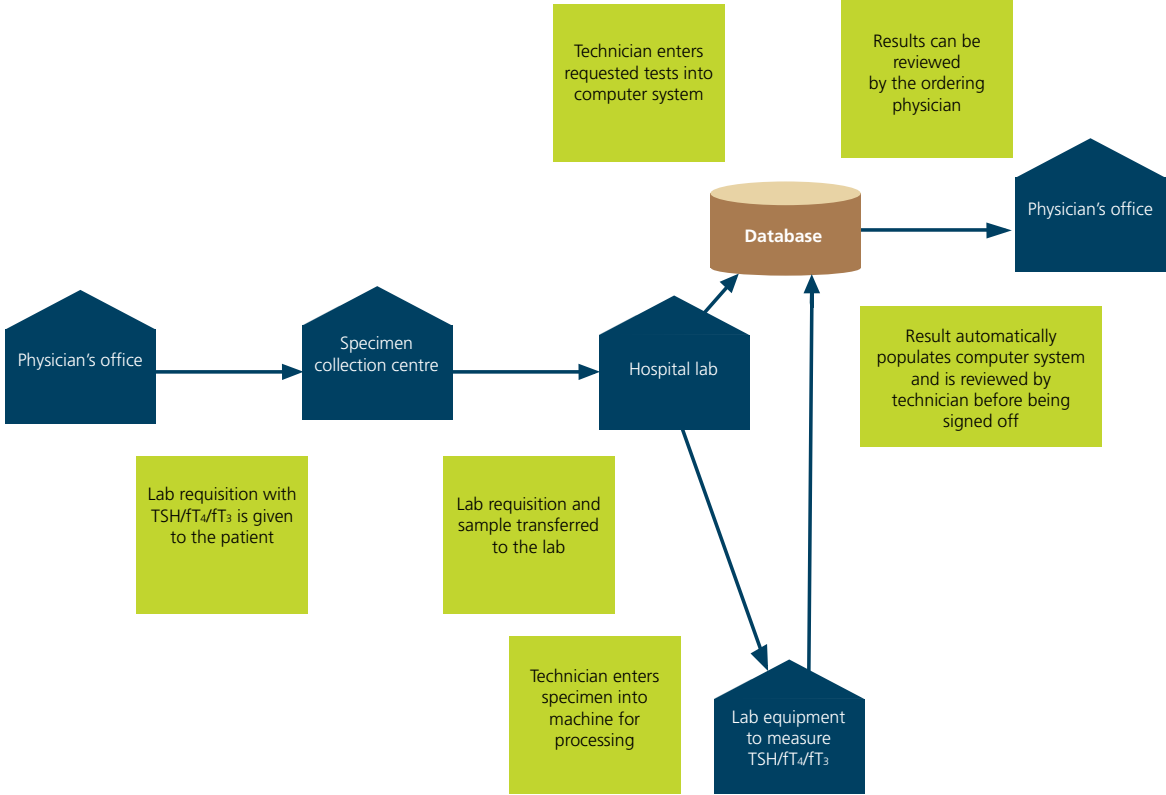 Technician enters
requested tests into
computer system
Results can be
reviewed
by the ordering
physician
Physician’s office
Database
Physician’s office
Specimen
collection centre
Hospital lab
Result automatically
populates computer system
and is reviewed by
technician before being
signed off
Lab requisition with
TSH/fT₄/fT₃ is given
to the patient
Lab requisition and
sample transferred
to the lab
Technician enters
specimen into
machine for
processing
Lab equipment
to measure
TSH/fT₄/fT₃